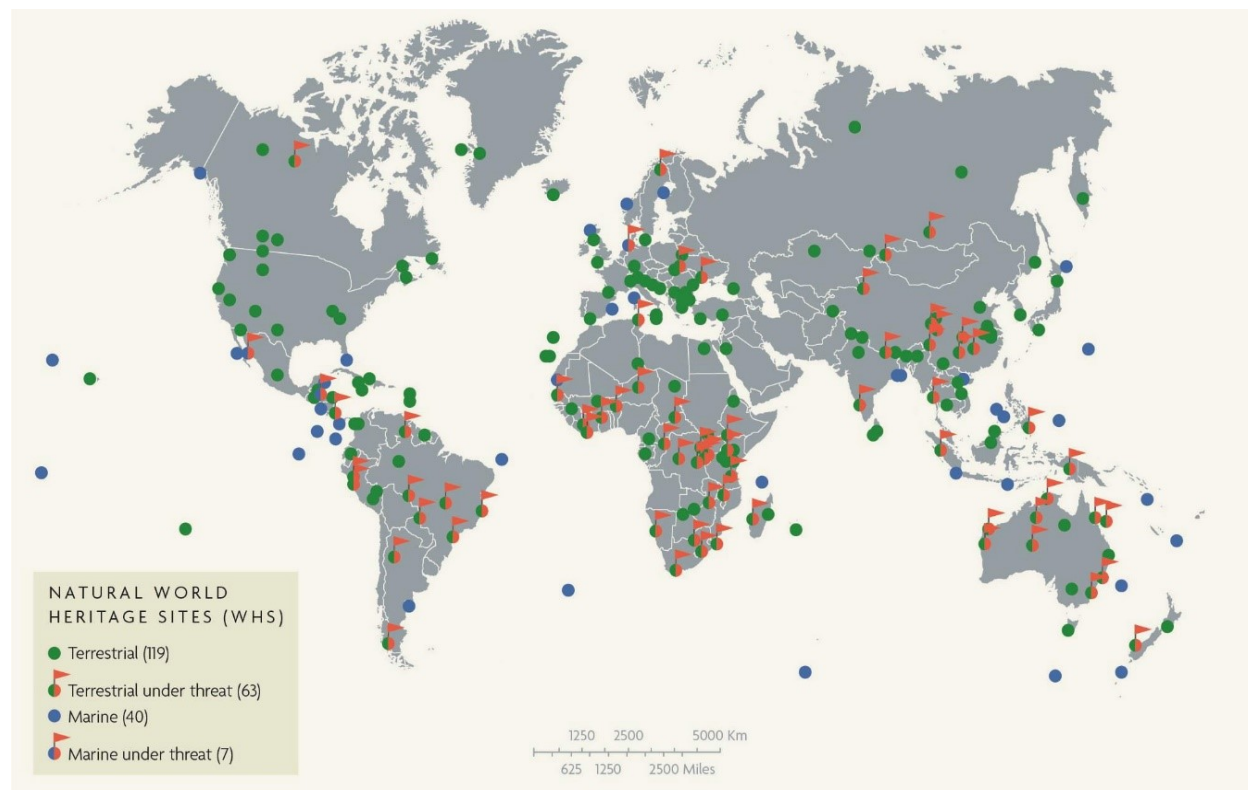 NATURAL WORLD
HERITAGE SITES (WHS)
Terrestrial (119)
Terrestrial under threat (63)
Marine (40)
Marine under threat (7)
1250 2500 5000 Km
625 1250 2500 Miles